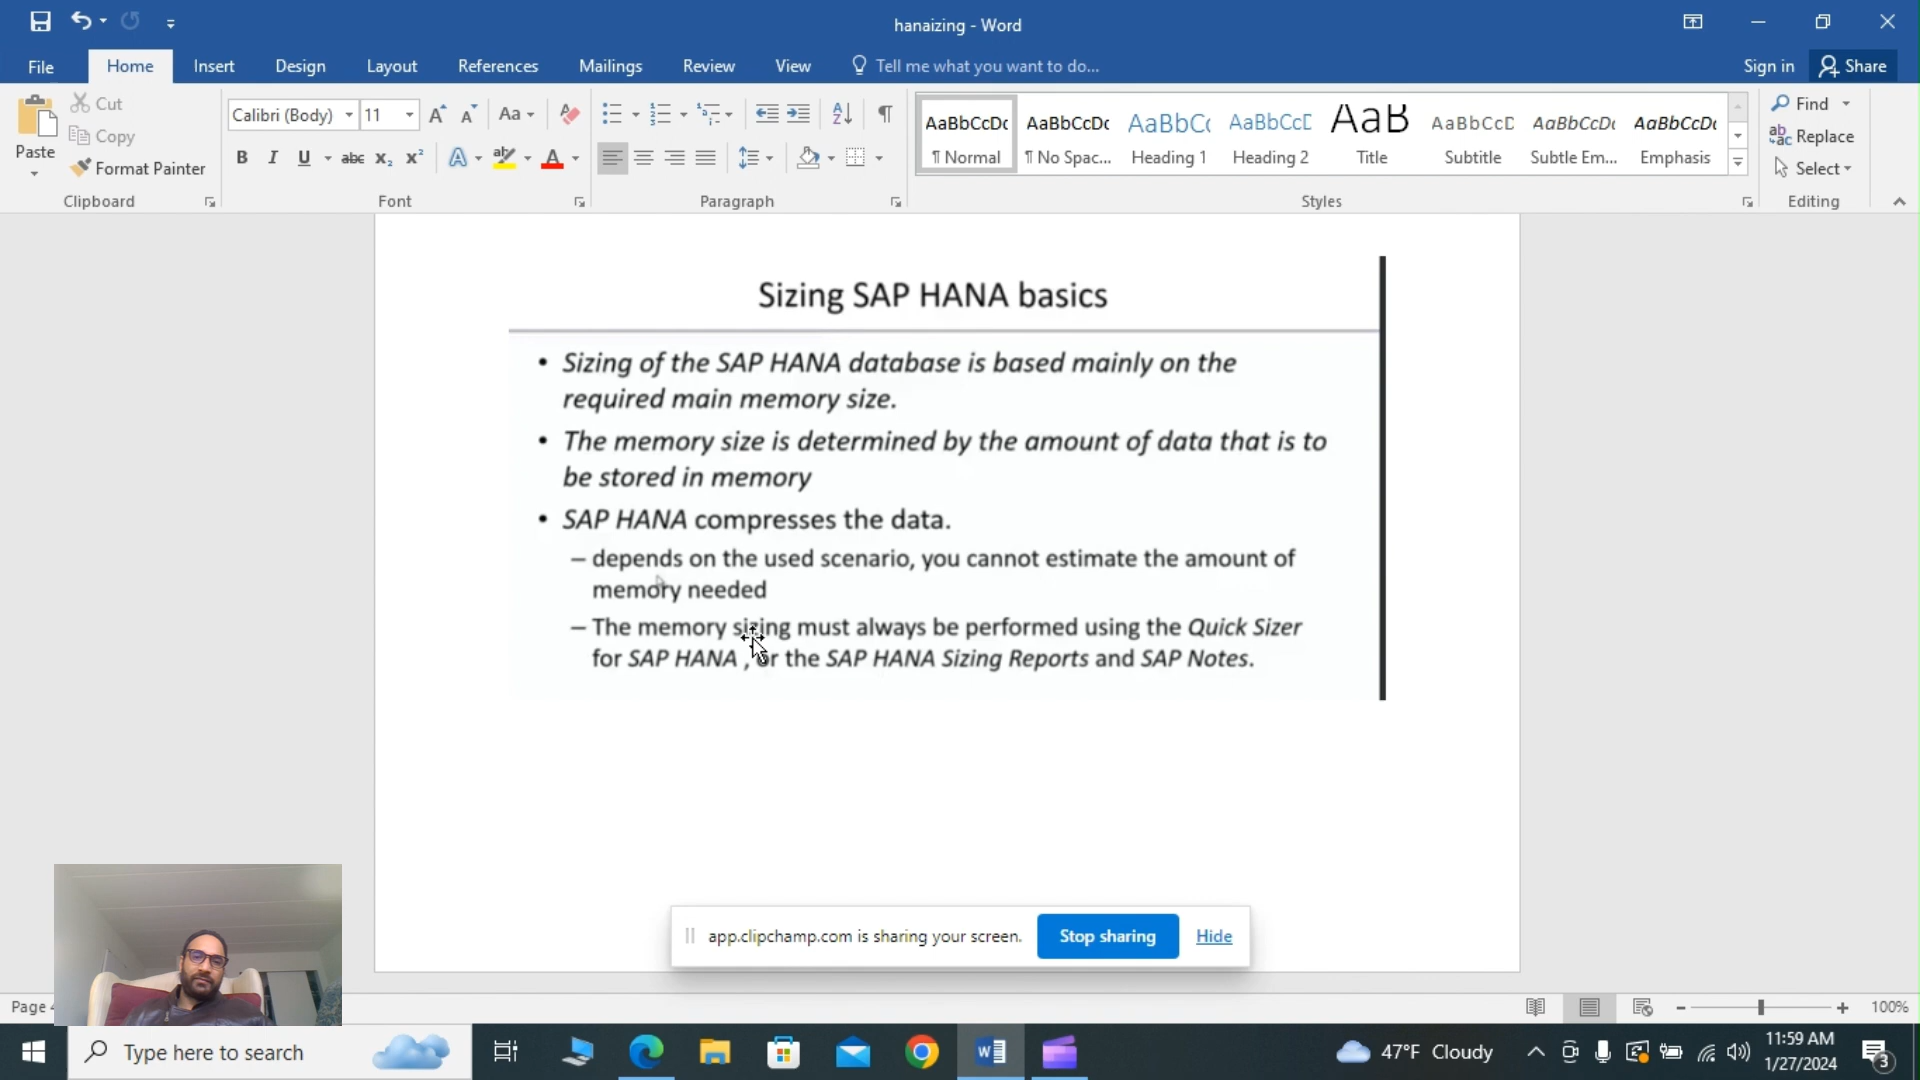 hanaizing - Word
File Home Insert Design Layout References Mailings Review View Tell me what you want to do... Sign in Share
Paste
Cut
Copy
Format Painter
Clipboard
Calibri (Body) 11
Font
Paragraph
AaBbCcDc AaBbCcDc AaBbC( AaBbCcD AaB AaBbCcD AaBbCcDc AaBbCcDc
¶ Normal ¶ No Spac... Heading 1 Heading 2 Title Subtitle Subtle Em... Emphasis
Styles
Find
Replace
Select
Editing
Sizing SAP HANA basics
• Sizing of the SAP HANA database is based mainly on the
required main memory size.
• The memory size is determined by the amount of data that is to
be stored in memory
• SAP HANA compresses the data.
– depends on the used scenario, you cannot estimate the amount of
memory needed
– The memory sizing must always be performed using the Quick Sizer
for SAP HANA , or the SAP HANA Sizing Reports and SAP Notes.
app.clipchamp.com is sharing your screen. Stop sharing Hide
Page
100%
Type here to search
47°F Cloudy
11:59 AM
1/27/2024
3